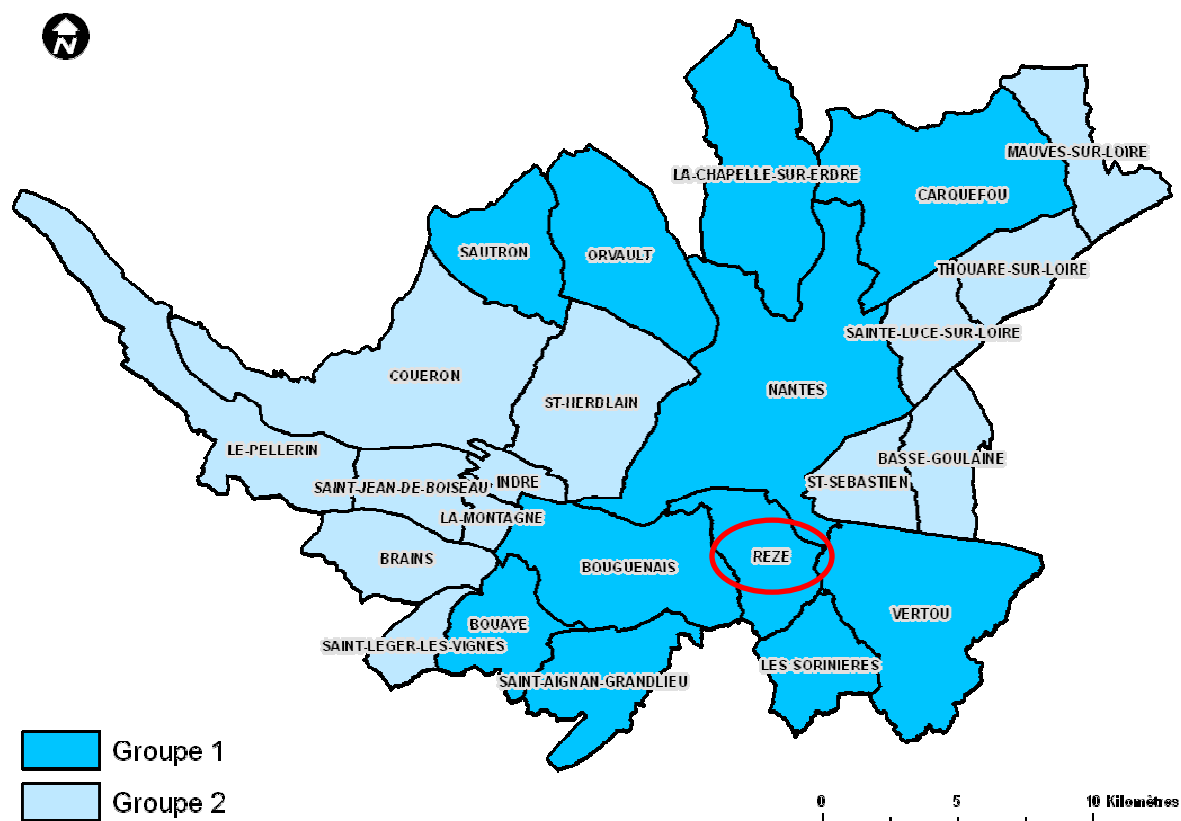 N
MAUVES-SUR-LOIRE
LA-CHAPELLE-SUR-ERDRE
CARQUEFOU
SAUTRON
ORVAULT
THOUARE-SUR-LOIRE
SAINTE-LUCE-SUR-LOIRE
COUERON
NANTES
ST-HERBLAIN
LE-PELLERIN
BASSE-GOULAINE
SAINT-JEAN-DE-BOISEAU
INDRE
ST-SEBASTIEN
LA-MONTAGNE
BRAINS
BOUGUENAIS
REZE
VERTOU
BOUAYE
SAINT-LEGER-LES-VIGNES
LES SORINIERES
SAINT-AIGNAN-GRANDLIEU
Groupe 1
Groupe 2
0 5 10 Kilomètres